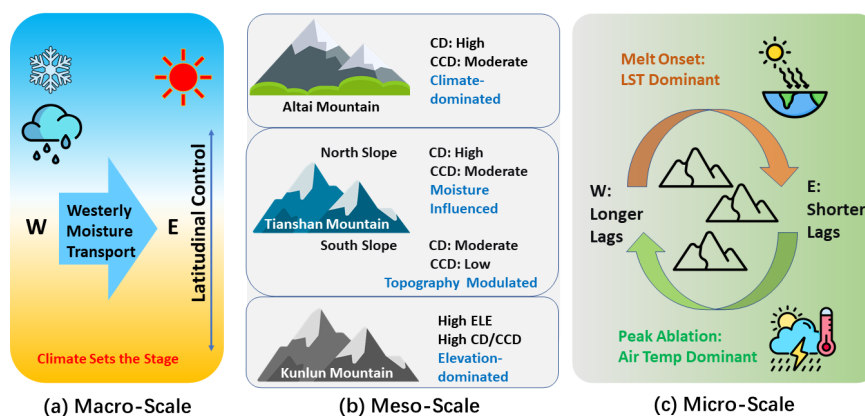 W
Westerly
Moisture
Transport
E
Latitudinal Control
Climate Sets the Stage
(a) Macro-Scale
Altai Mountain
CD: High
CCD: Moderate
Climate-
dominated
North Slope
Tianshan Mountain
South Slope
CD: High
CCD: Moderate
Moisture
Influenced
CD: Moderate
CCD: Low
Topography Modulated
Kunlun Mountain
High ELE
High CD/CCD
Elevation-
dominated
(b) Meso-Scale
Melt Onset:
LST Dominant
W:
Longer
Lags
E:
Shorter
Lags
Peak Ablation:
Air Temp Dominant
(c) Micro-Scale